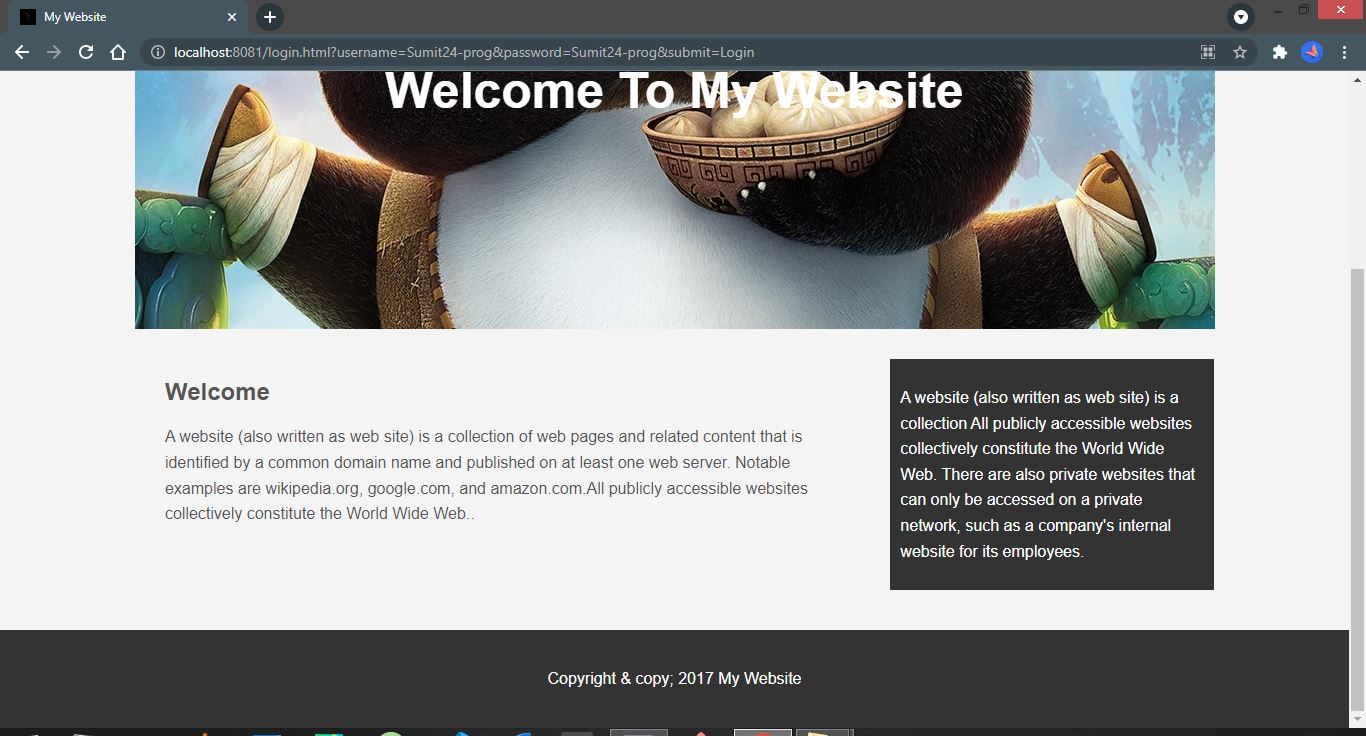 My Website
localhost:8081/login.html?username=Sumit24-prog&password=Sumit24-prog&submit=Login
Welcome To My Website
Welcome
A website (also written as web site) is a collection of web pages and related content that is
identified by a common domain name and published on at least one web server. Notable
examples are wikipedia.org, google.com, and amazon.com.All publicly accessible websites
collectively constitute the World Wide Web..
A website (also written as web site) is a
collection All publicly accessible websites
collectively constitute the World Wide
Web. There are also private websites that
can only be accessed on a private
network, such as a company's internal
website for its employees.
Copyright & copy; 2017 My Website